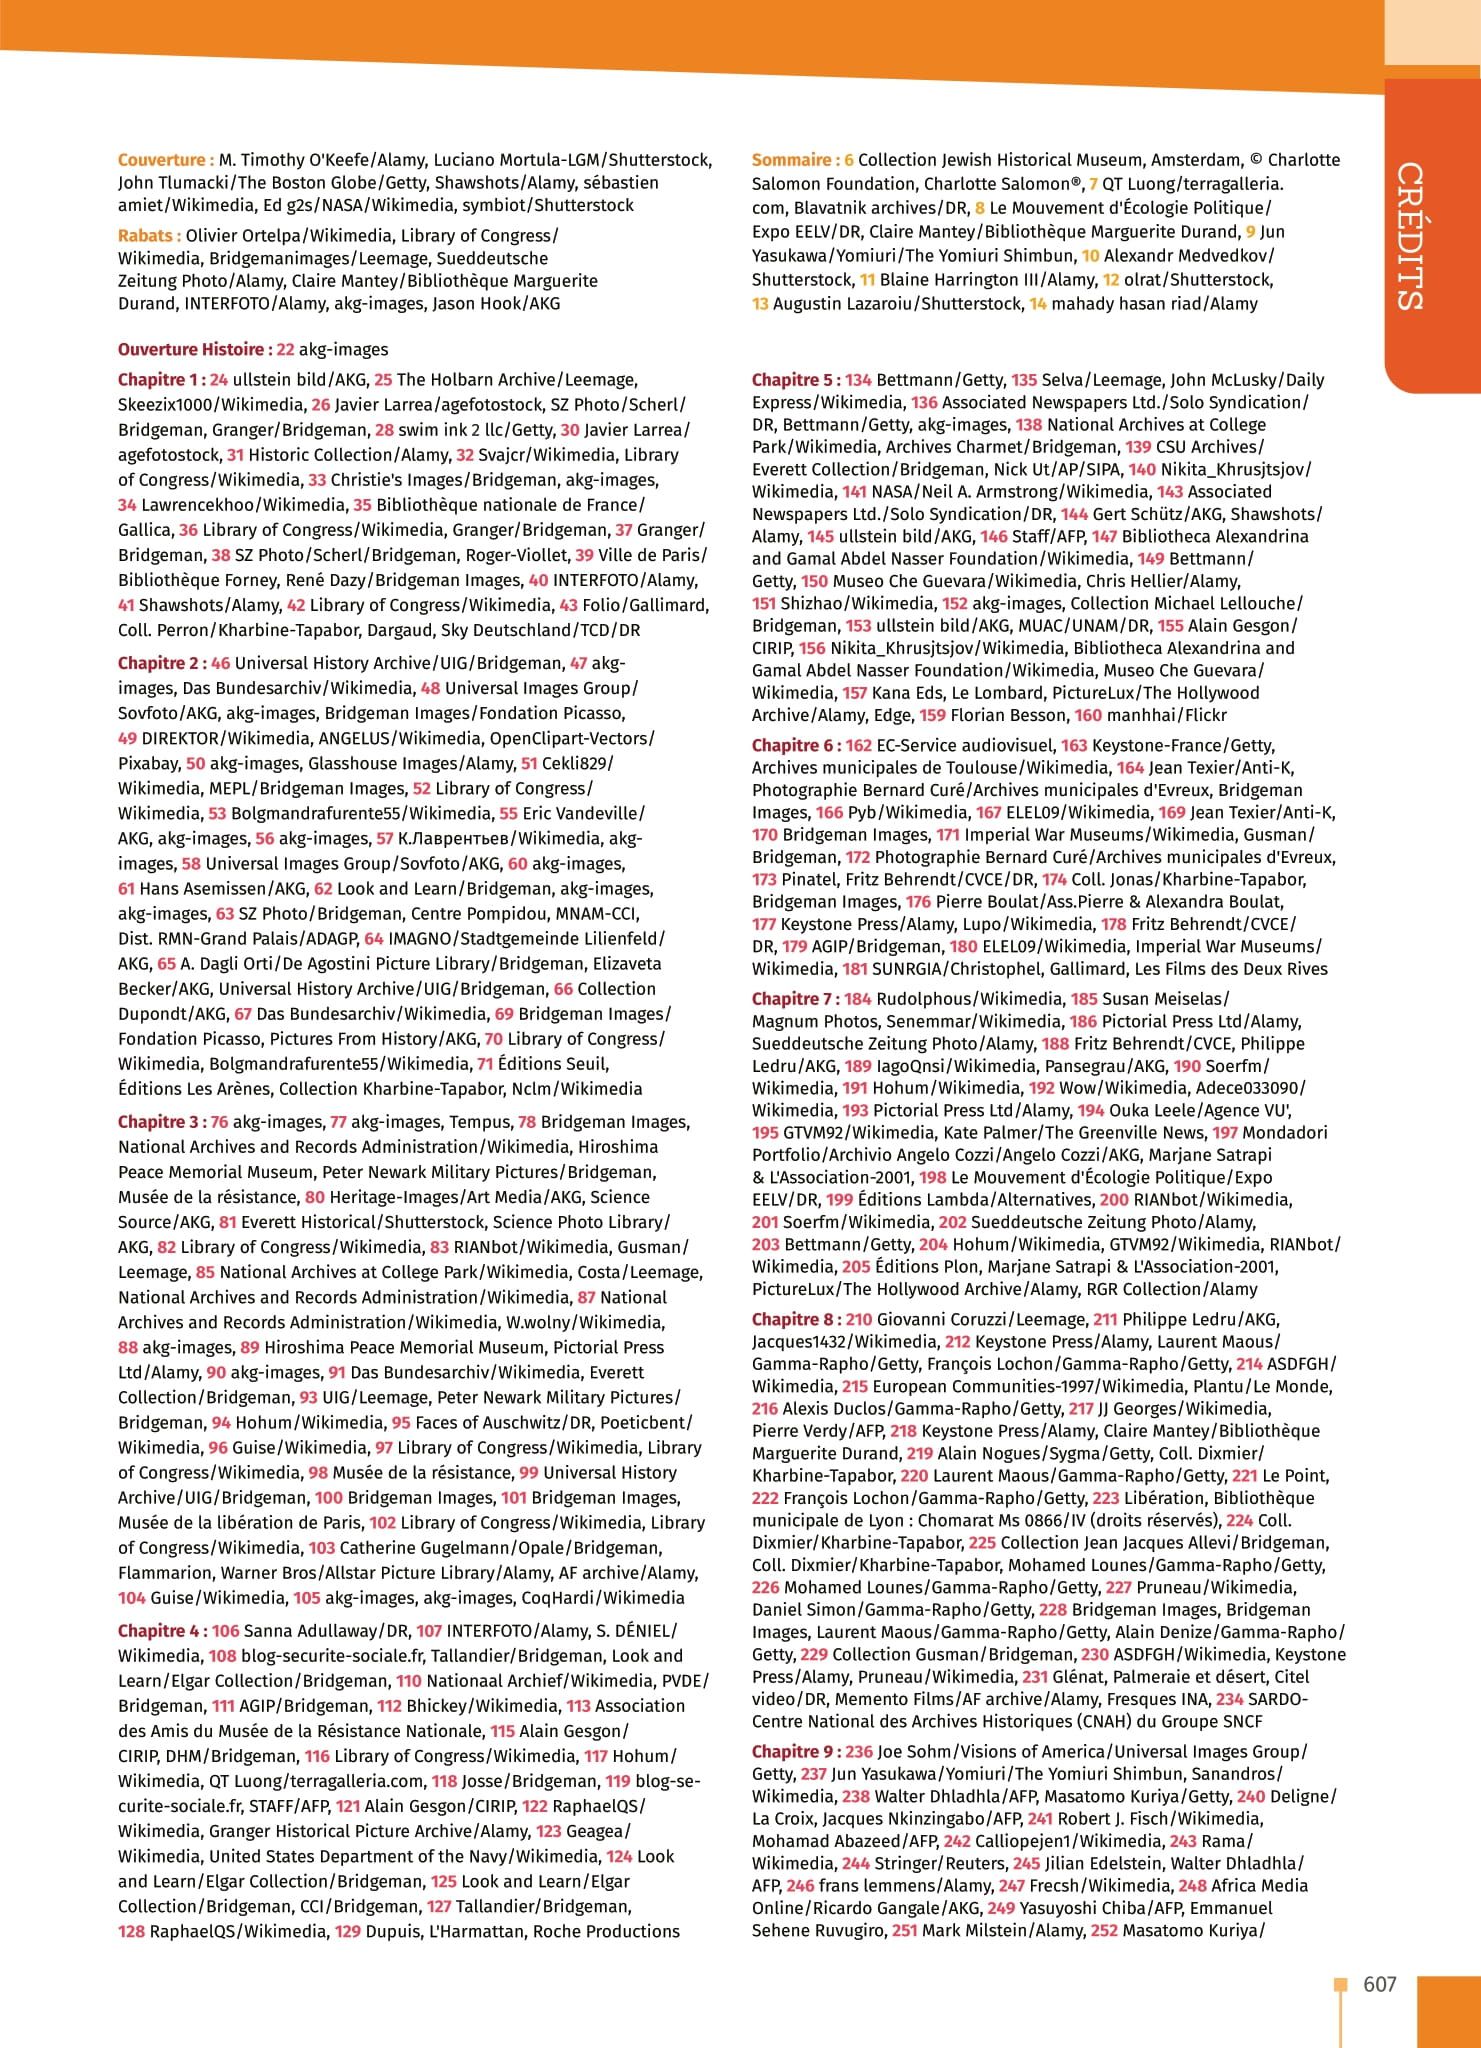 Couverture : M. Timothy O'Keefe/Alamy, Luciano Mortula-LGM/Shutterstock,
John Tlumacki/The Boston Globe/Getty, Shawshots/Alamy, sébastien
amiet/Wikimedia, Ed g2s/NASA/Wikimedia, symbiot/Shutterstock
Rabats : Olivier Ortelpa/Wikimedia, Library of Congress/
Wikimedia, Bridgemanimages/Leemage, Sueddeutsche
Zeitung Photo/Alamy, Claire Mantey/Bibliothèque Marguerite
Durand, INTERFOTO/Alamy, akg-images, Jason Hook/AKG
Ouverture Histoire : 22 akg-images
Chapitre 1 : 24 ullstein bild/AKG, 25 The Holbarn Archive/Leemage,
Skeezix1000/Wikimedia, 26 Javier Larrea/agefotostock, SZ Photo/Scherl/
Bridgeman, Granger/Bridgeman, 28 swim ink 2 llc/Getty, 30 Javier Larrea/
agefotostock, 31 Historic Collection/Alamy, 32 Svajcr/Wikimedia, Library
of Congress/Wikimedia, 33 Christie's Images/Bridgeman, akg-images,
34 Lawrencekhoo/Wikimedia, 35 Bibliothèque nationale de France/
Gallica, 36 Library of Congress/Wikimedia, Granger/Bridgeman, 37 Granger/
Bridgeman, 38 SZ Photo/Scherl/Bridgeman, Roger-Viollet, 39 Ville de Paris/
Bibliothèque Forney, René Dazy/Bridgeman Images, 40 INTERFOTO/Alamy,
41 Shawshots/Alamy, 42 Library of Congress/Wikimedia, 43 Folio/Gallimard,
Coll. Perron/Kharbine-Tapabor, Dargaud, Sky Deutschland/TCD/DR
Chapitre 2 : 46 Universal History Archive/UIG/Bridgeman, 47 akg-
images, Das Bundesarchiv/Wikimedia, 48 Universal Images Group/
Sovfoto/AKG, akg-images, Bridgeman Images/Fondation Picasso,
49 DIREKTOR/Wikimedia, ANGELUS/Wikimedia, OpenClipart-Vectors/
Pixabay, 50 akg-images, Glasshouse Images/Alamy, 51 Cekli829/
Wikimedia, MEPL/Bridgeman Images, 52 Library of Congress/
Wikimedia, 53 Bolgmandrafurente55/Wikimedia, 55 Eric Vandeville/
AKG, akg-images, 56 akg-images, 57 К.Лаврентьев/Wikimedia, akg-
images, 58 Universal Images Group/Sovfoto/AKG, 60 akg-images,
61 Hans Asemissen/AKG, 62 Look and Learn/Bridgeman, akg-images,
akg-images, 63 SZ Photo/Bridgeman, Centre Pompidou, MNAM-CCI,
Dist. RMN-Grand Palais/ADAGP, 64 IMAGNO/Stadtgemeinde Lilienfeld/
AKG, 65 A. Dagli Orti/De Agostini Picture Library/Bridgeman, Elizaveta
Becker/AKG, Universal History Archive/UIG/Bridgeman, 66 Collection
Dupondt/AKG, 67 Das Bundesarchiv/Wikimedia, 69 Bridgeman Images/
Fondation Picasso, Pictures From History/AKG, 70 Library of Congress/
Wikimedia, Bolgmandrafurente55/Wikimedia, 71 Éditions Seuil,
Éditions Les Arènes, Collection Kharbine-Tapabor, Nclm/Wikimedia
Chapitre 3 : 76 akg-images, 77 akg-images, Tempus, 78 Bridgeman Images,
National Archives and Records Administration/Wikimedia, Hiroshima
Peace Memorial Museum, Peter Newark Military Pictures/Bridgeman,
Musée de la résistance, 80 Heritage-Images/Art Media/AKG, Science
Source/AKG, 81 Everett Historical/Shutterstock, Science Photo Library/
AKG, 82 Library of Congress/Wikimedia, 83 RIANbot/Wikimedia, Gusman/
Leemage, 85 National Archives at College Park/Wikimedia, Costa/Leemage,
National Archives and Records Administration/Wikimedia, 87 National
Archives and Records Administration/Wikimedia, W.wolny/Wikimedia,
88 akg-images, 89 Hiroshima Peace Memorial Museum, Pictorial Press
Ltd/Alamy, 90 akg-images, 91 Das Bundesarchiv/Wikimedia, Everett
Collection/Bridgeman, 93 UIG/Leemage, Peter Newark Military Pictures/
Bridgeman, 94 Hohum/Wikimedia, 95 Faces of Auschwitz/DR, Poeticbent/
Wikimedia, 96 Guise/Wikimedia, 97 Library of Congress/Wikimedia, Library
of Congress/Wikimedia, 98 Musée de la résistance, 99 Universal History
Archive/UIG/Bridgeman, 100 Bridgeman Images, 101 Bridgeman Images,
Musée de la libération de Paris, 102 Library of Congress/Wikimedia, Library
of Congress/Wikimedia, 103 Catherine Gugelmann/Opale/Bridgeman,
Flammarion, Warner Bros/Allstar Picture Library/Alamy, AF archive/Alamy,
104 Guise/Wikimedia, 105 akg-images, akg-images, CoqHardi/Wikimedia
Chapitre 4 : 106 Sanna Adullaway/DR, 107 INTERFOTO/Alamy, S. DÉNIEL/
Wikimedia, 108 blog-securite-sociale.fr, Tallandier/Bridgeman, Look and
Learn/Elgar Collection/Bridgeman, 110 Nationaal Archief/Wikimedia, PVDE/
Bridgeman, 111 AGIP/Bridgeman, 112 Bhickey/Wikimedia, 113 Association
des Amis du Musée de la Résistance Nationale, 115 Alain Gesgon/
CIRIP, DHM/Bridgeman, 116 Library of Congress/Wikimedia, 117 Hohum/
Wikimedia, QT Luong/terragalleria.com, 118 Josse/Bridgeman, 119 blog-se-
curite-sociale.fr, STAFF/AFP, 121 Alain Gesgon/CIRIP, 122 RaphaelQS/
Wikimedia, Granger Historical Picture Archive/Alamy, 123 Geagea/
Wikimedia, United States Department of the Navy/Wikimedia, 124 Look
and Learn/Elgar Collection/Bridgeman, 125 Look and Learn/Elgar
Collection/Bridgeman, CCI/Bridgeman, 127 Tallandier/Bridgeman,
128 RaphaelQS/Wikimedia, 129 Dupuis, L'Harmattan, Roche Productions
Sommaire : 6 Collection Jewish Historical Museum, Amsterdam, © Charlotte
Salomon Foundation, Charlotte Salomon®, 7 QT Luong/terragalleria.
com, Blavatnik archives/DR, 8 Le Mouvement d'Écologie Politique/
Expo EELV/DR, Claire Mantey/Bibliothèque Marguerite Durand, 9 Jun
Yasukawa/Yomiuri/The Yomiuri Shimbun, 10 Alexandr Medvedkov/
Shutterstock, 11 Blaine Harrington III/Alamy, 12 olrat/Shutterstock,
13 Augustin Lazaroiu/Shutterstock, 14 mahady hasan riad/Alamy
Chapitre 5 : 134 Bettmann/Getty, 135 Selva/Leemage, John McLusky/Daily
Express/Wikimedia, 136 Associated Newspapers Ltd./Solo Syndication/
DR, Bettmann/Getty, akg-images, 138 National Archives at College
Park/Wikimedia, Archives Charmet/Bridgeman, 139 CSU Archives/
Everett Collection/Bridgeman, Nick Ut/AP/SIPA, 140 Nikita_Khrusjtsjov/
Wikimedia, 141 NASA/Neil A. Armstrong/Wikimedia, 143 Associated
Newspapers Ltd./Solo Syndication/DR, 144 Gert Schütz/AKG, Shawshots/
Alamy, 145 ullstein bild/AKG, 146 Staff/AFP, 147 Bibliotheca Alexandrina
and Gamal Abdel Nasser Foundation/Wikimedia, 149 Bettmann/
Getty, 150 Museo Che Guevara/Wikimedia, Chris Hellier/Alamy,
151 Shizhao/Wikimedia, 152 akg-images, Collection Michael Lellouche/
Bridgeman, 153 ullstein bild/AKG, MUAC/UNAM/DR, 155 Alain Gesgon/
CIRIP, 156 Nikita_Khrusjtsjov/Wikimedia, Bibliotheca Alexandrina and
Gamal Abdel Nasser Foundation/Wikimedia, Museo Che Guevara/
Wikimedia, 157 Kana Eds, Le Lombard, PictureLux/The Hollywood
Archive/Alamy, Edge, 159 Florian Besson, 160 manhhai/Flickr
Chapitre 6 : 162 EC-Service audiovisuel, 163 Keystone-France/Getty,
Archives municipales de Toulouse/Wikimedia, 164 Jean Texier/Anti-K,
Photographie Bernard Curé/Archives municipales d'Evreux, Bridgeman
Images, 166 Pyb/Wikimedia, 167 ELEL09/Wikimedia, 169 Jean Texier/Anti-K,
170 Bridgeman Images, 171 Imperial War Museums/Wikimedia, Gusman/
Bridgeman, 172 Photographie Bernard Curé/Archives municipales d'Evreux,
173 Pinatel, Fritz Behrendt/CVCE/DR, 174 Coll. Jonas/Kharbine-Tapabor,
Bridgeman Images, 176 Pierre Boulat/Ass.Pierre & Alexandra Boulat,
177 Keystone Press/Alamy, Lupo/Wikimedia, 178 Fritz Behrendt/CVCE/
DR, 179 AGIP/Bridgeman, 180 ELEL09/Wikimedia, Imperial War Museums/
Wikimedia, 181 SUNRGIA/Christophel, Gallimard, Les Films des Deux Rives
Chapitre 7 : 184 Rudolphous/Wikimedia, 185 Susan Meiselas/
Magnum Photos, Senemmar/Wikimedia, 186 Pictorial Press Ltd/Alamy,
Sueddeutsche Zeitung Photo/Alamy, 188 Fritz Behrendt/CVCE, Philippe
Ledru/AKG, 189 IagoQnsi/Wikimedia, Pansegrau/AKG, 190 Soerfm/
Wikimedia, 191 Hohum/Wikimedia, 192 Wow/Wikimedia, Adece033090/
Wikimedia, 193 Pictorial Press Ltd/Alamy, 194 Ouka Leele/Agence VU',
195 GTVM92/Wikimedia, Kate Palmer/The Greenville News, 197 Mondadori
Portfolio/Archivio Angelo Cozzi/Angelo Cozzi/AKG, Marjane Satrapi
& L'Association-2001, 198 Le Mouvement d'Écologie Politique/Expo
EELV/DR, 199 Éditions Lambda/Alternatives, 200 RIANbot/Wikimedia,
201 Soerfm/Wikimedia, 202 Sueddeutsche Zeitung Photo/Alamy,
203 Bettmann/Getty, 204 Hohum/Wikimedia, GTVM92/Wikimedia, RIANbot/
Wikimedia, 205 Éditions Plon, Marjane Satrapi & L'Association-2001,
PictureLux/The Hollywood Archive/Alamy, RGR Collection/Alamy
Chapitre 8 : 210 Giovanni Coruzzi/Leemage, 211 Philippe Ledru/AKG,
Jacques1432/Wikimedia, 212 Keystone Press/Alamy, Laurent Maous/
Gamma-Rapho/Getty, François Lochon/Gamma-Rapho/Getty, 214 ASDFGH/
Wikimedia, 215 European Communities-1997/Wikimedia, Plantu/Le Monde,
216 Alexis Duclos/Gamma-Rapho/Getty, 217 JJ Georges/Wikimedia,
Pierre Verdy/AFP, 218 Keystone Press/Alamy, Claire Mantey/Bibliothèque
Marguerite Durand, 219 Alain Nogues/Sygma/Getty, Coll. Dixmier/
Kharbine-Tapabor, 220 Laurent Maous/Gamma-Rapho/Getty, 221 Le Point,
222 François Lochon/Gamma-Rapho/Getty, 223 Libération, Bibliothèque
municipale de Lyon : Chomarat Ms 0866/IV (droits réservés), 224 Coll.
Dixmier/Kharbine-Tapabor, 225 Collection Jean Jacques Allevi/Bridgeman,
Coll. Dixmier/Kharbine-Tapabor, Mohamed Lounes/Gamma-Rapho/Getty,
226 Mohamed Lounes/Gamma-Rapho/Getty, 227 Pruneau/Wikimedia,
Daniel Simon/Gamma-Rapho/Getty, 228 Bridgeman Images, Bridgeman
Images, Laurent Maous/Gamma-Rapho/Getty, Alain Denize/Gamma-Rapho/
Getty, 229 Collection Gusman/Bridgeman, 230 ASDFGH/Wikimedia, Keystone
Press/Alamy, Pruneau/Wikimedia, 231 Glénat, Palmeraie et désert, Citel
video/DR, Memento Films/AF archive/Alamy, Fresques INA, 234 SARDO-
Centre National des Archives Historiques (CNAH) du Groupe SNCF
Chapitre 9 : 236 Joe Sohm/Visions of America/Universal Images Group/
Getty, 237 Jun Yasukawa/Yomiuri/The Yomiuri Shimbun, Sanandros/
Wikimedia, 238 Walter Dhladhla/AFP, Masatomo Kuriya/Getty, 240 Deligne/
La Croix, Jacques Nkinzingabo/AFP, 241 Robert J. Fisch/Wikimedia,
Mohamad Abazeed/AFP, 242 Calliopejen1/Wikimedia, 243 Rama/
Wikimedia, 244 Stringer/Reuters, 245 Jilian Edelstein, Walter Dhladhla/
AFP, 246 frans lemmens/Alamy, 247 Frecsh/Wikimedia, 248 Africa Media
Online/Ricardo Gangale/AKG, 249 Yasuyoshi Chiba/AFP, Emmanuel
Sehene Ruvugiro, 251 Mark Milstein/Alamy, 252 Masatomo Kuriya/
CRÉDITS
607